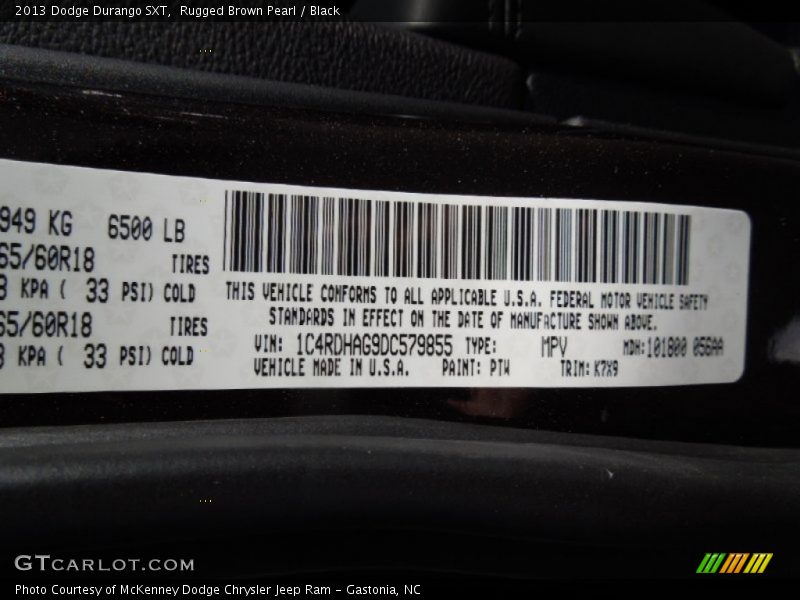 2013 Dodge Durango SXT,  Rugged Brown Pearl / Black
949 KG 6500 LB
65/60R18 TIRES
KPA ( 33 PSI) COLD
65/60R18 TIRES
KPA ( 33 PSI) COLD
THIS VEHICLE CONFORMS TO ALL APPLICABLE U.S.A. FEDERAL MOTOR VEHICLE SAFETY
STANDARDS IN EFFECT ON THE DATE OF MANUFACTURE SHOWN ABOVE.
VIN: 1C4RDHAG9DC579855 TYPE: MPV MDH:101800 056AA
VEHICLE MADE IN U.S.A. PAINT: PTW TRIM: K7X9
GTCARLOT.COM
Photo Courtesy of McKenney Dodge Chrysler Jeep Ram – Gastonia, NC